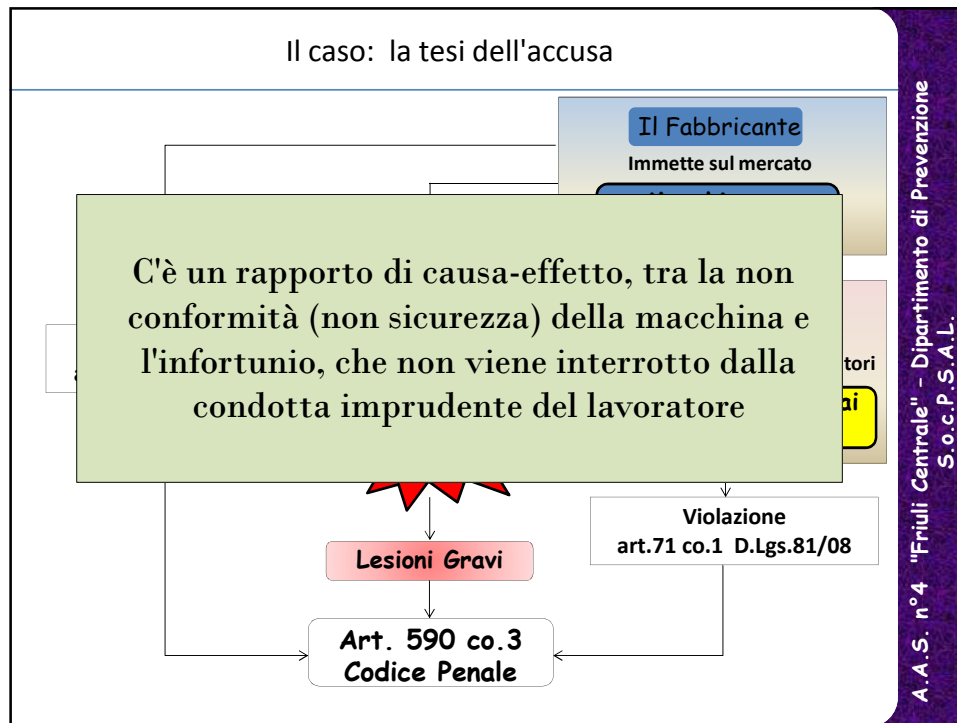 Il caso: la tesi dell'accusa
Il Fabbricante
Immette sul mercato
C'è un rapporto di causa-effetto, tra la non
conformità (non sicurezza) della macchina e
l'infortunio, che non viene interrotto dalla
condotta imprudente del lavoratore
tori
ai
Violazione
art.71 co.1 D.Lgs.81/08
Lesioni Gravi
Art. 590 co.3
Codice Penale
A.A.S. n°4 "Friuli Centrale" - Dipartimento di Prevenzione
S.o.c.P.S.A.L.